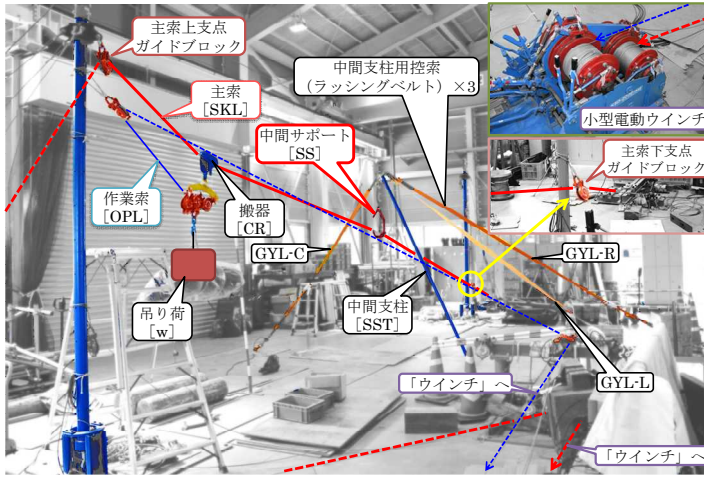 主索上支点
ガイドブロック
主索
[SKL]
中間支柱用控索
(ラッシングベルト) ×3
小型電動ウインチ
中間サポート
[SS]
主索下支点
ガイドブロック
作業索
[OPL]
搬器
[CR]
GYL-C
GYL-R
吊り荷
[w]
中間支柱
[SST]
GYL-L
「ウインチ」へ
「ウインチ」へ